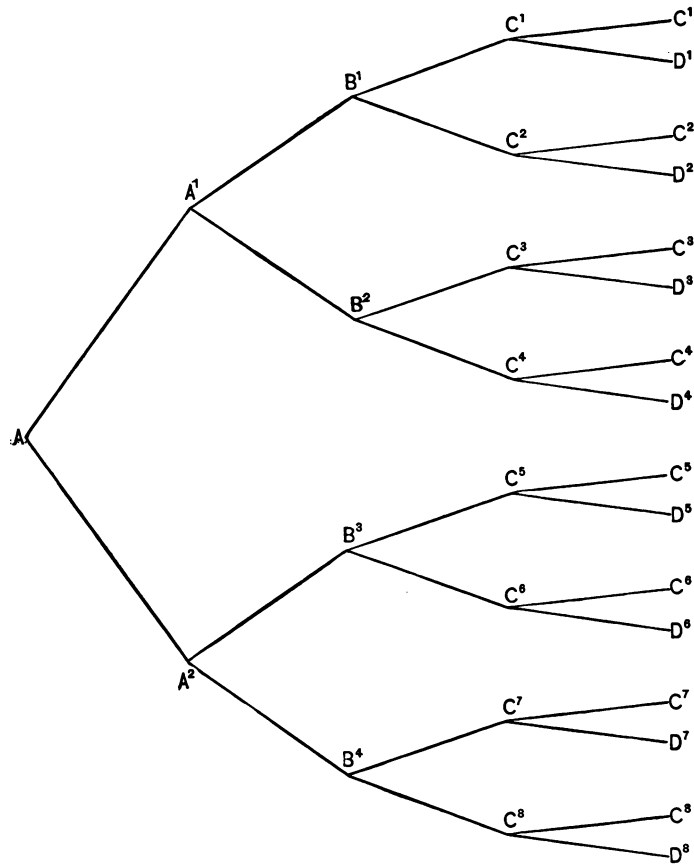 C¹
C¹
D¹
B¹
C²
C²
D²
A¹
C³
C³
D³
B²
C⁴
C⁴
D⁴
A
C⁵
C⁵
D⁵
B³
C⁶
C⁶
D⁶
A²
C⁷
C⁷
D⁷
B⁴
C⁸
C⁸
D⁸